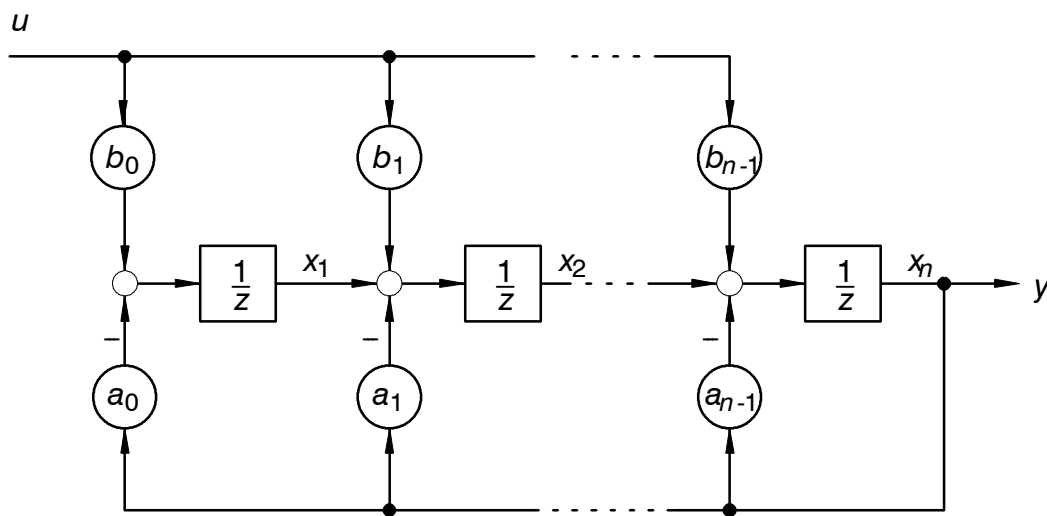 u
b₀ b₁ bₙ₋₁
1/z x₁ 1/z x₂ 1/z xₙ y
− − −
a₀ a₁ aₙ₋₁